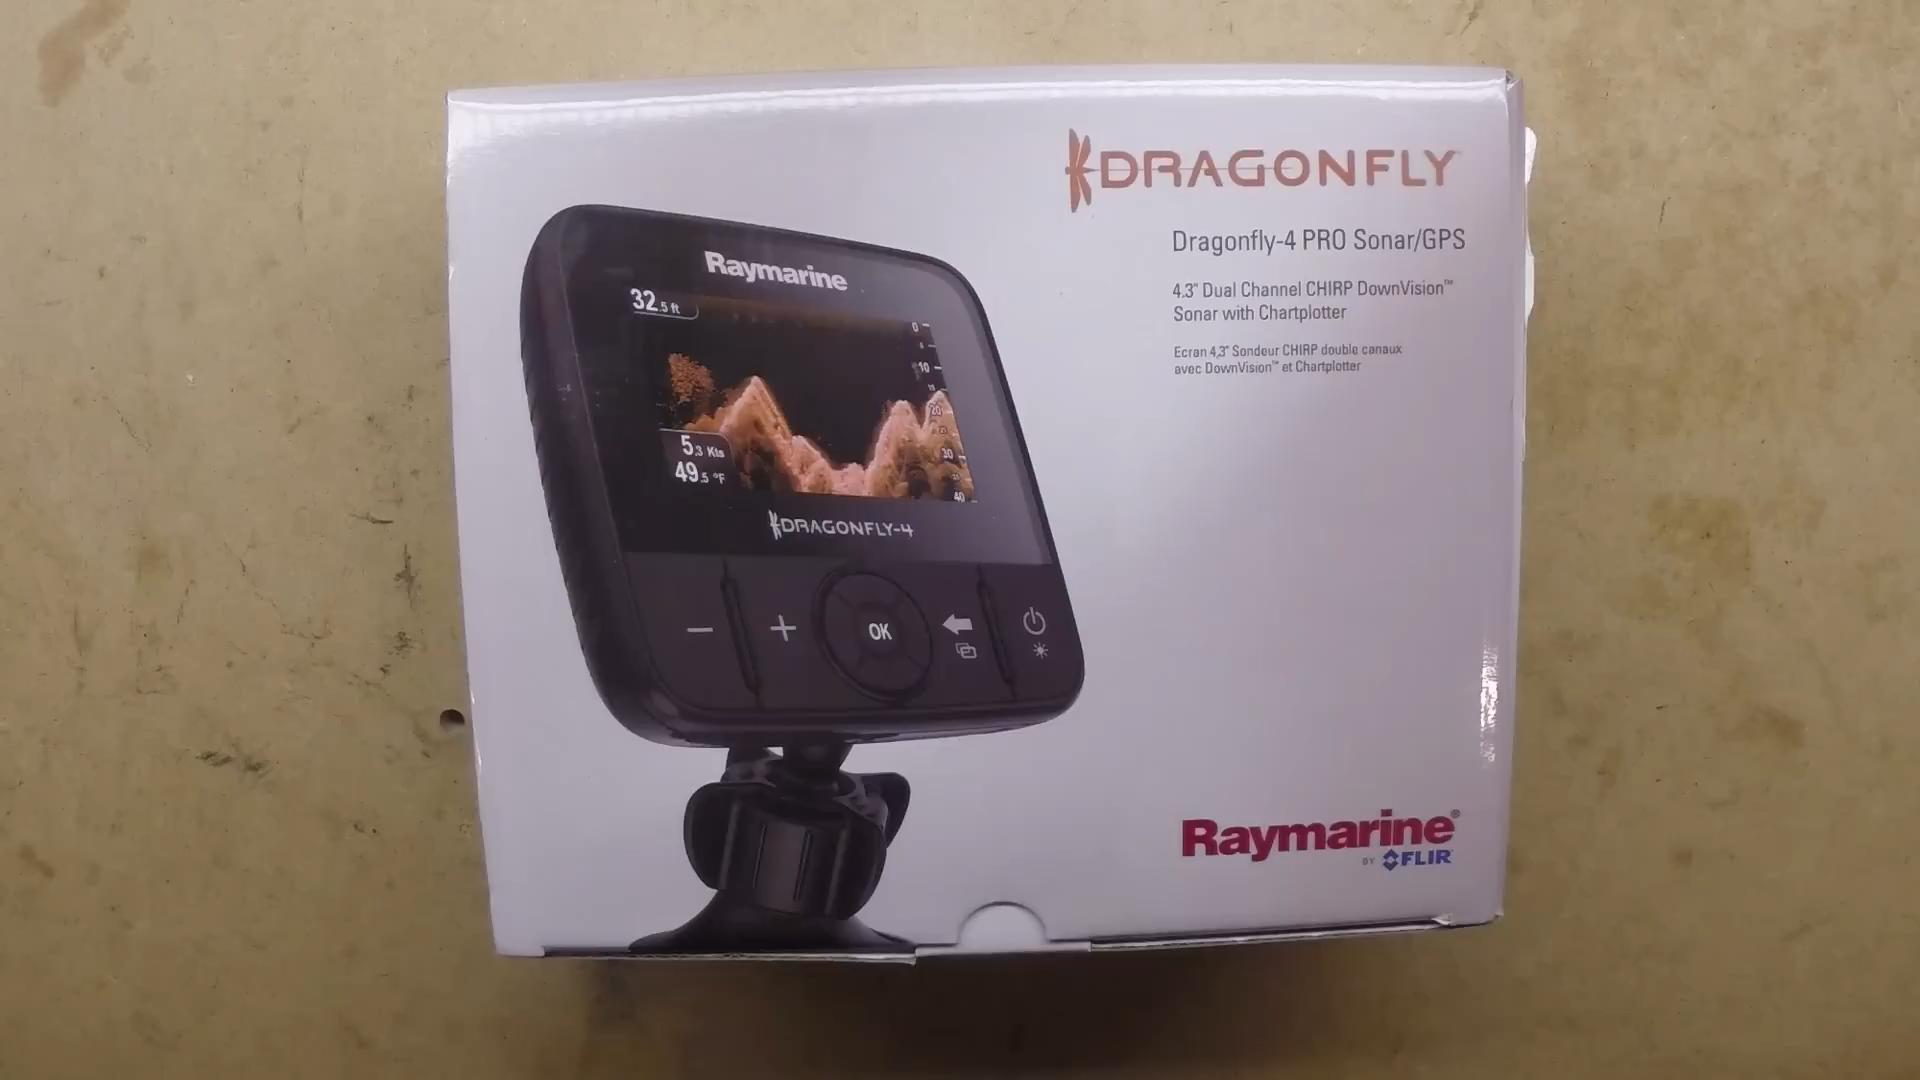 DRAGONFLY
Dragonfly-4 PRO Sonar/GPS
4.3" Dual Channel CHIRP DownVision™
Sonar with Chartplotter
Ecran 4,3" Sondeur CHIRP double canaux
avec DownVision™ et Chartplotter
Raymarine
32.5 ft
0
10
20
30
40
5.3 Kts
49.5 °F
DRAGONFLY-4
− + OK
Raymarine®
BY FLIR